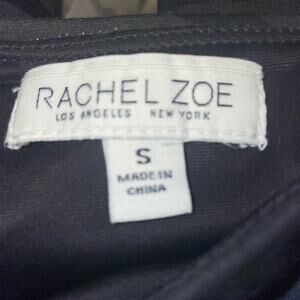 RACHEL ZOE
LOS ANGELES NEW YORK
S
MADE IN
CHINA